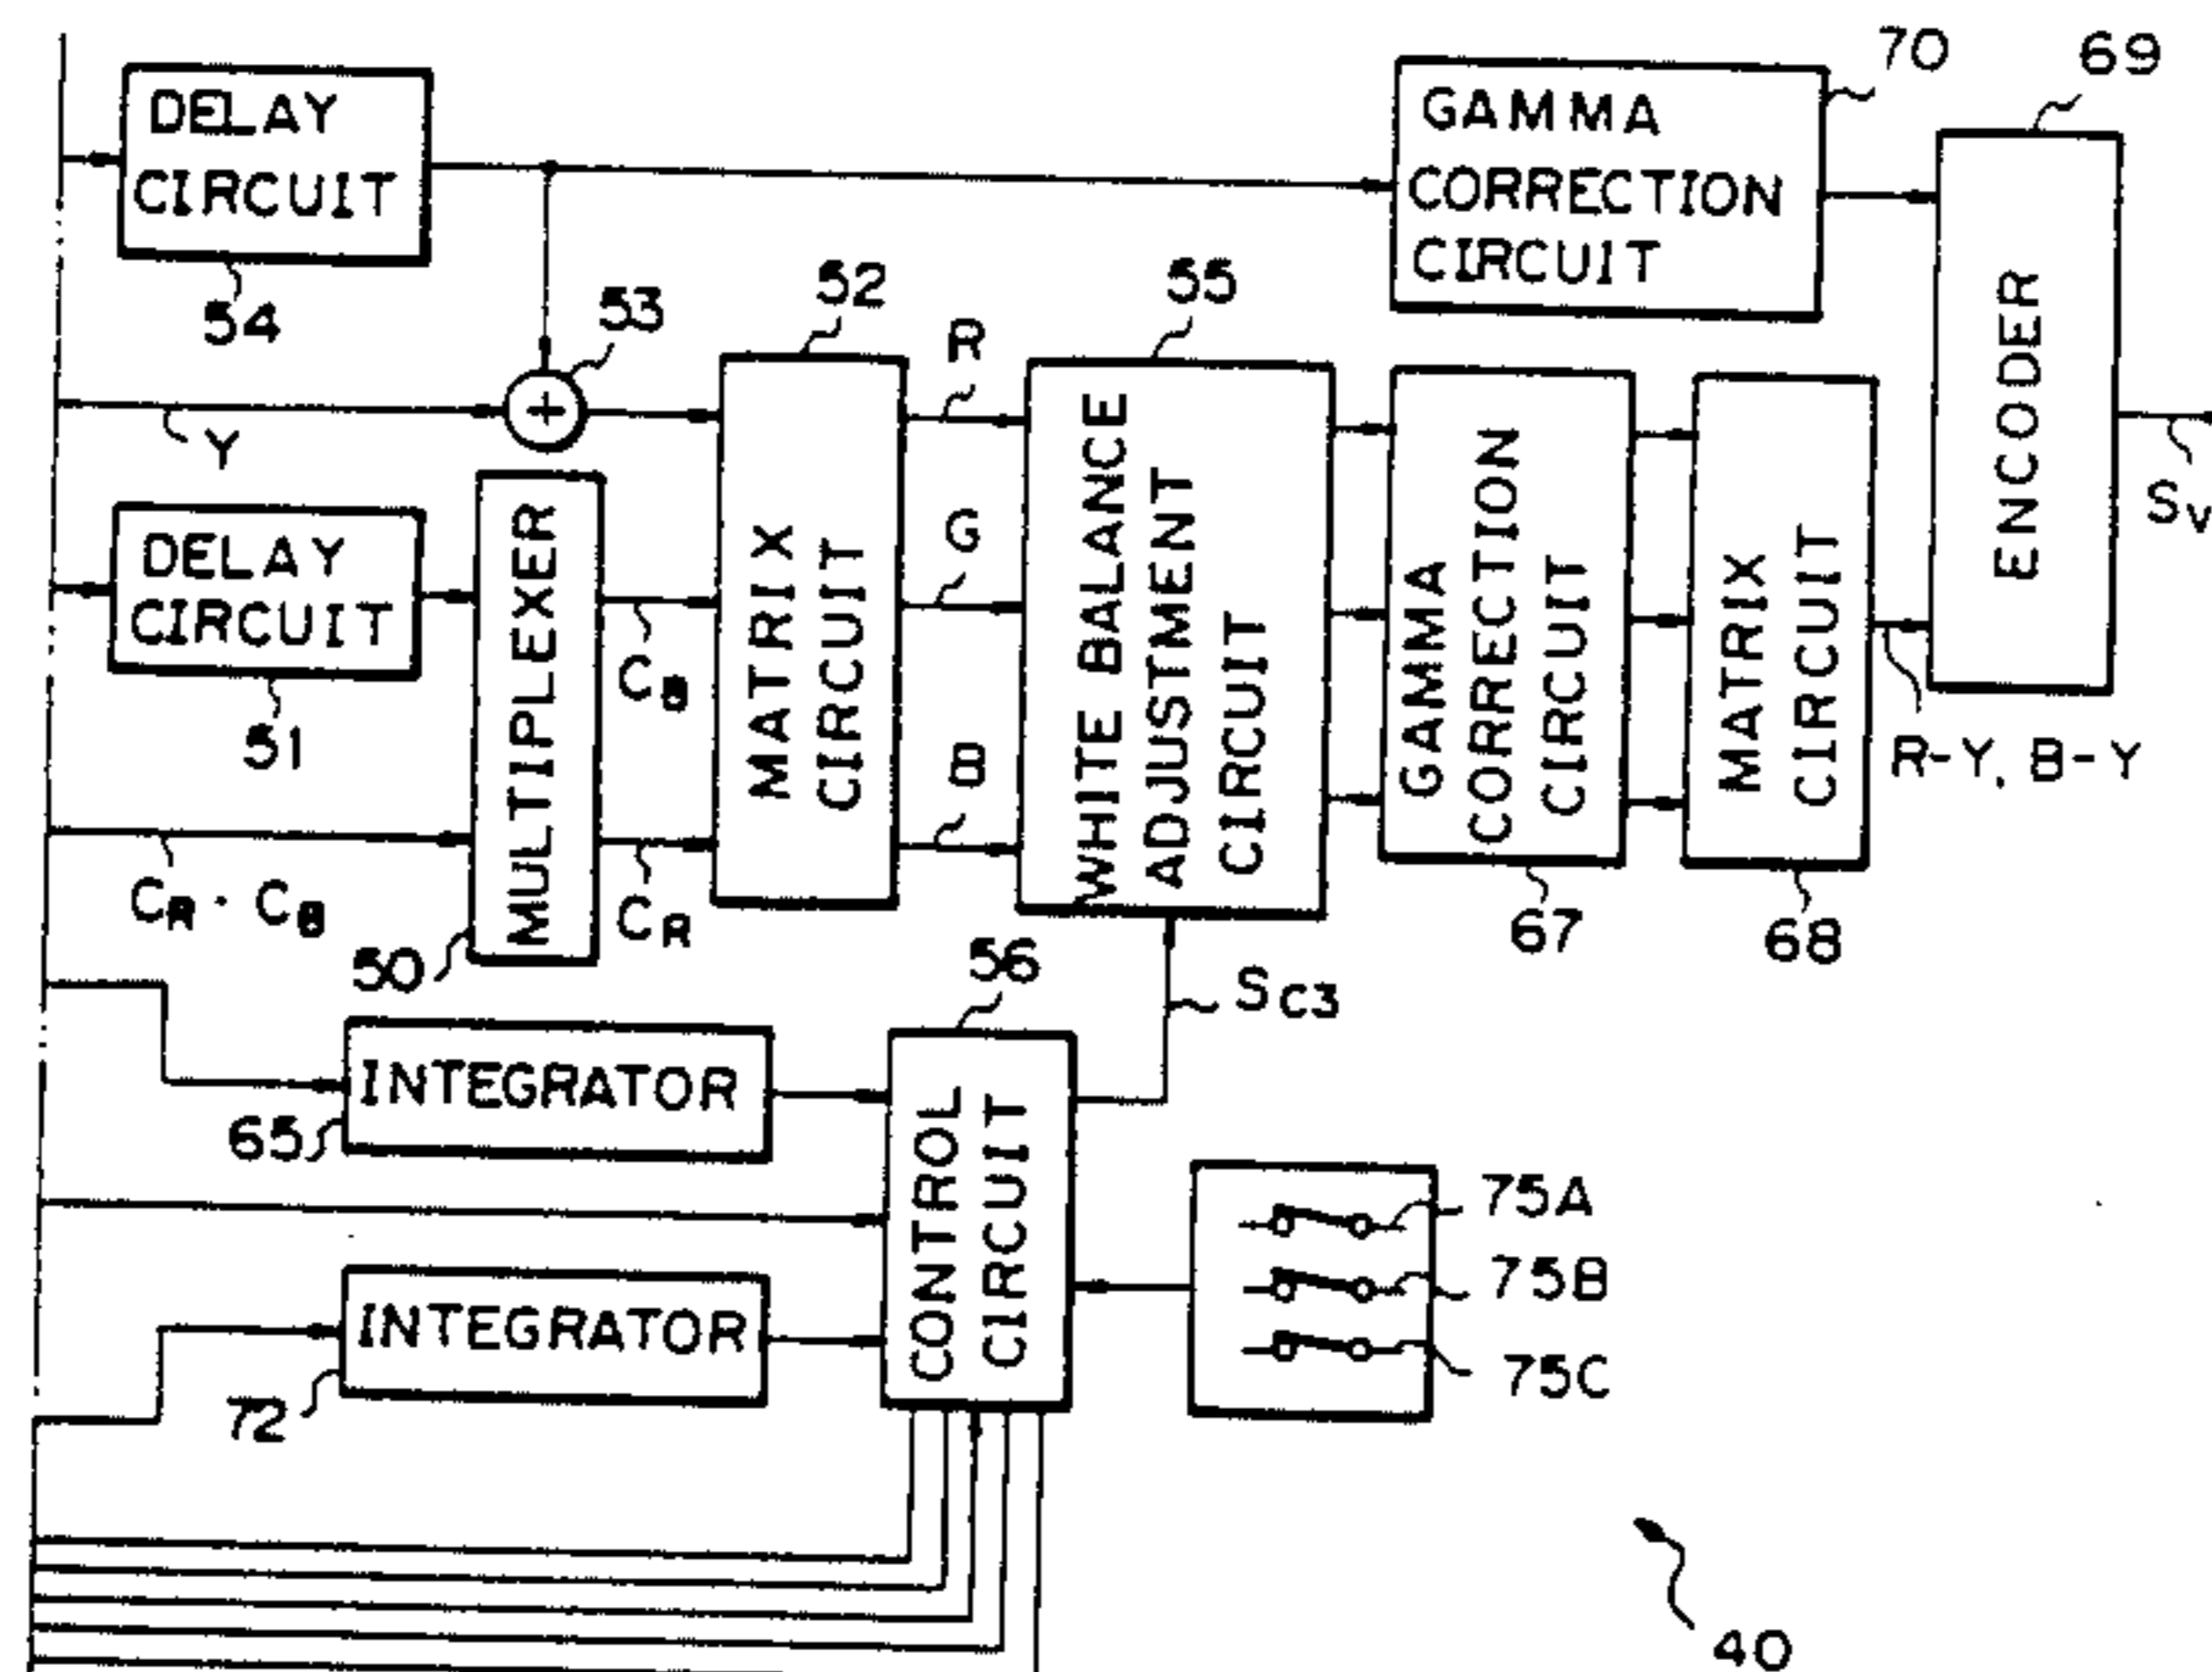 70
69
DELAY
CIRCUIT
54
GAMMA
CORRECTION
CIRCUIT
ENCODER
SV
53
52
R
55
Y
G
B
DELAY
CIRCUIT
51
MULTIPLEXER
CB
CR
CR · CB
50
MATRIX
CIRCUIT
WHITE BALANCE
ADJUSTMENT
CIRCUIT
GAMMA
CORRECTION
CIRCUIT
67
MATRIX
CIRCUIT
68
R-Y, B-Y
56
SC3
INTEGRATOR
65
CONTROL
CIRCUIT
INTEGRATOR
72
75A
75B
75C
40